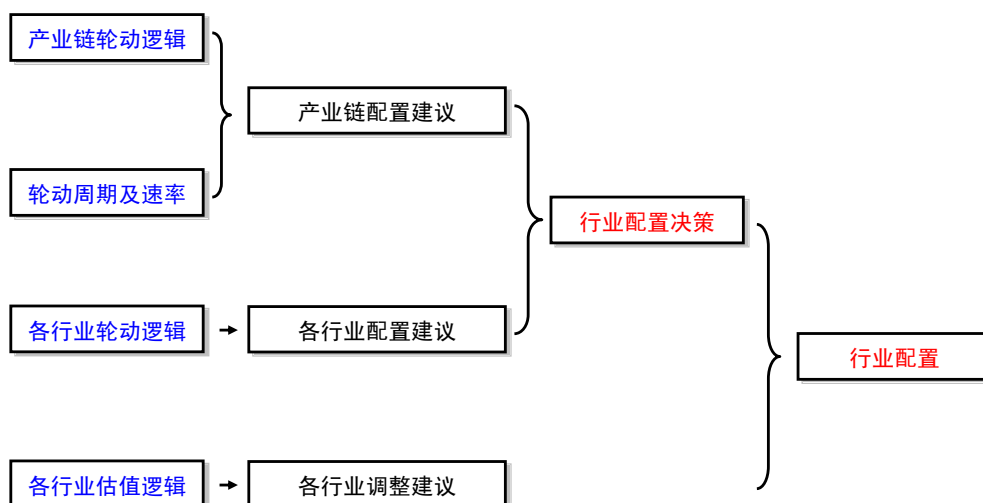 产业链轮动逻辑
产业链配置建议
轮动周期及速率
行业配置决策
各行业轮动逻辑
各行业配置建议
行业配置
各行业估值逻辑
各行业调整建议